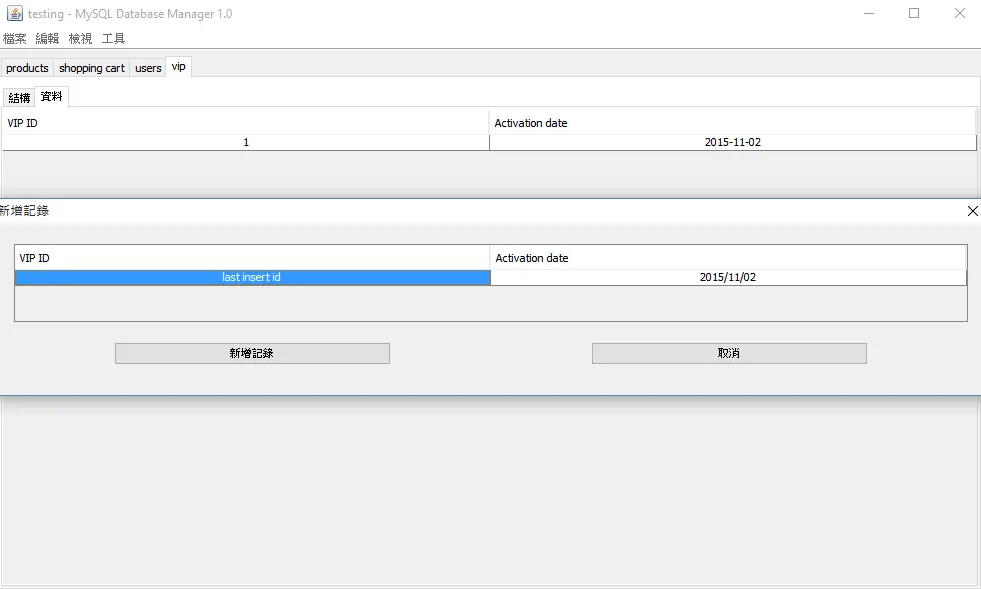 testing - MySQL Database Manager 1.0
檔案 編輯 檢視 工具
products shopping cart users vip
結構 資料
VIP ID Activation date
1 2015-11-02
新增記錄
VIP ID Activation date
last insert id 2015/11/02
新增記錄 取消